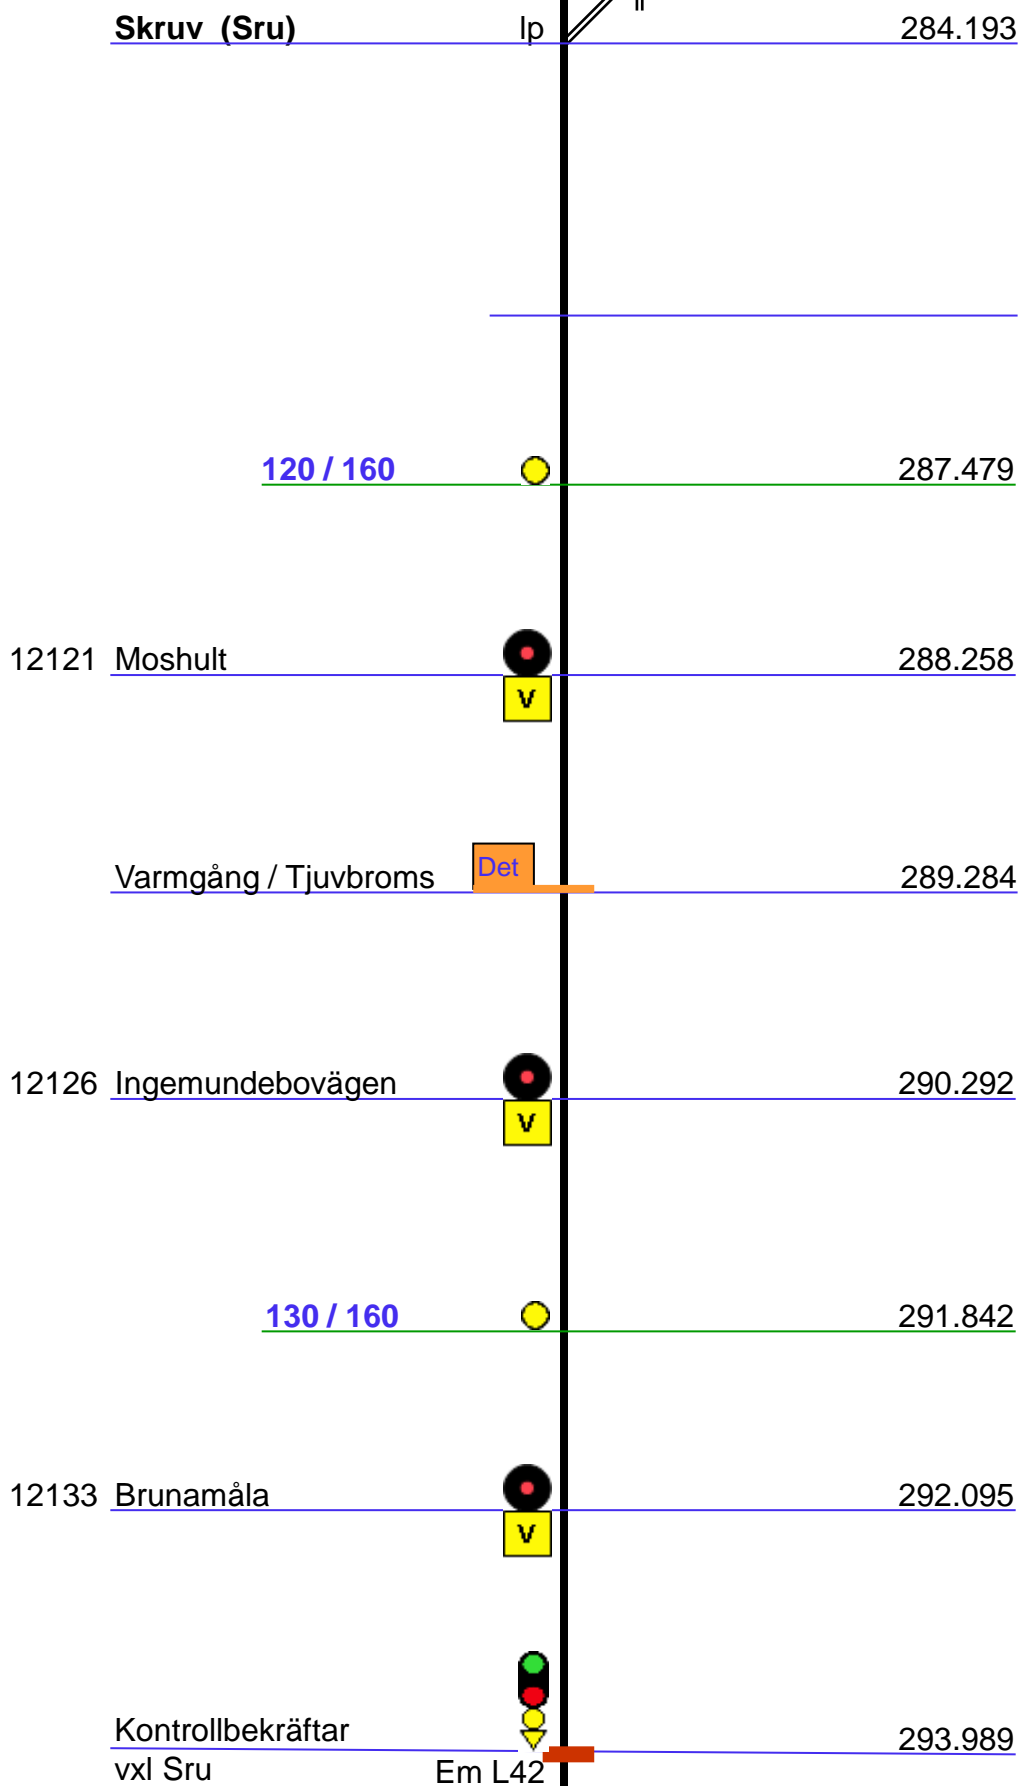 Skruv (Sru) lp 284.193
120 / 160 287.479
12121 Moshult 288.258
V
Varmgång / Tjuvbroms Det 289.284
12126 Ingemundebovägen 290.292
V
130 / 160 291.842
12133 Brunamåla 292.095
V
Kontrollbekräftar 293.989
vxl Sru Em L42